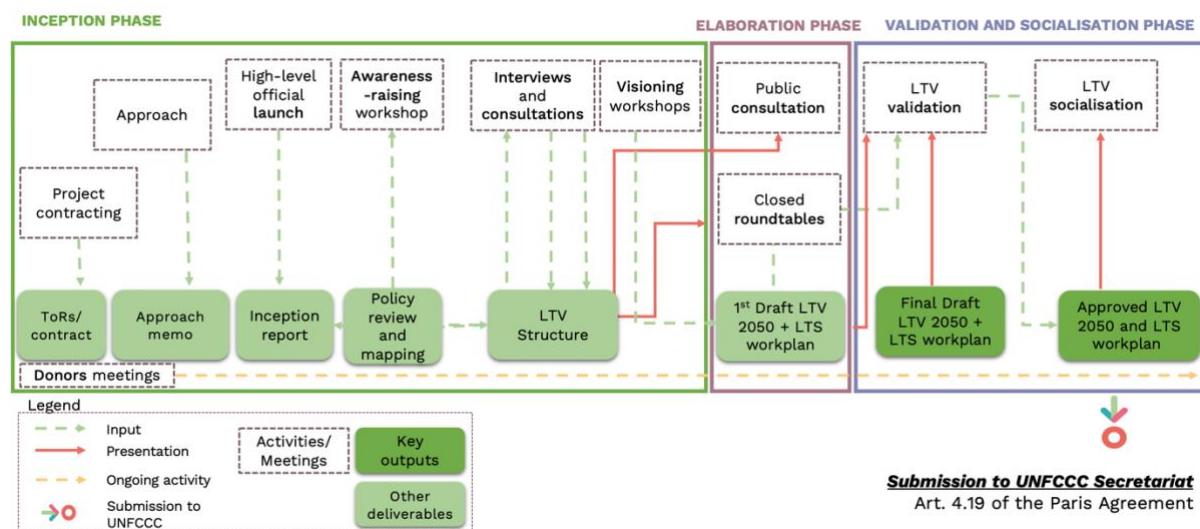 INCEPTION PHASE
ELABORATION PHASE
VALIDATION AND SOCIALISATION PHASE
Project
contracting
Approach
High-level
official
launch
Awareness
-raising
workshop
Interviews
and
consultations
Visioning
workshops
Public
consultation
Closed
roundtables
LTV
validation
LTV
socialisation
ToRs/
contract
Approach
memo
Inception
report
Policy
review
and
mapping
LTV
Structure
1st Draft LTV
2050 + LTS
workplan
Final Draft
LTV 2050 +
LTS workplan
Approved LTV
2050 and LTS
workplan
Donors meetings
Legend
Input
Presentation
Ongoing activity
Submission to
UNFCCC
Activities/
Meetings
Key
outputs
Other
deliverables
Submission to UNFCCC Secretariat
Art. 4.19 of the Paris Agreement